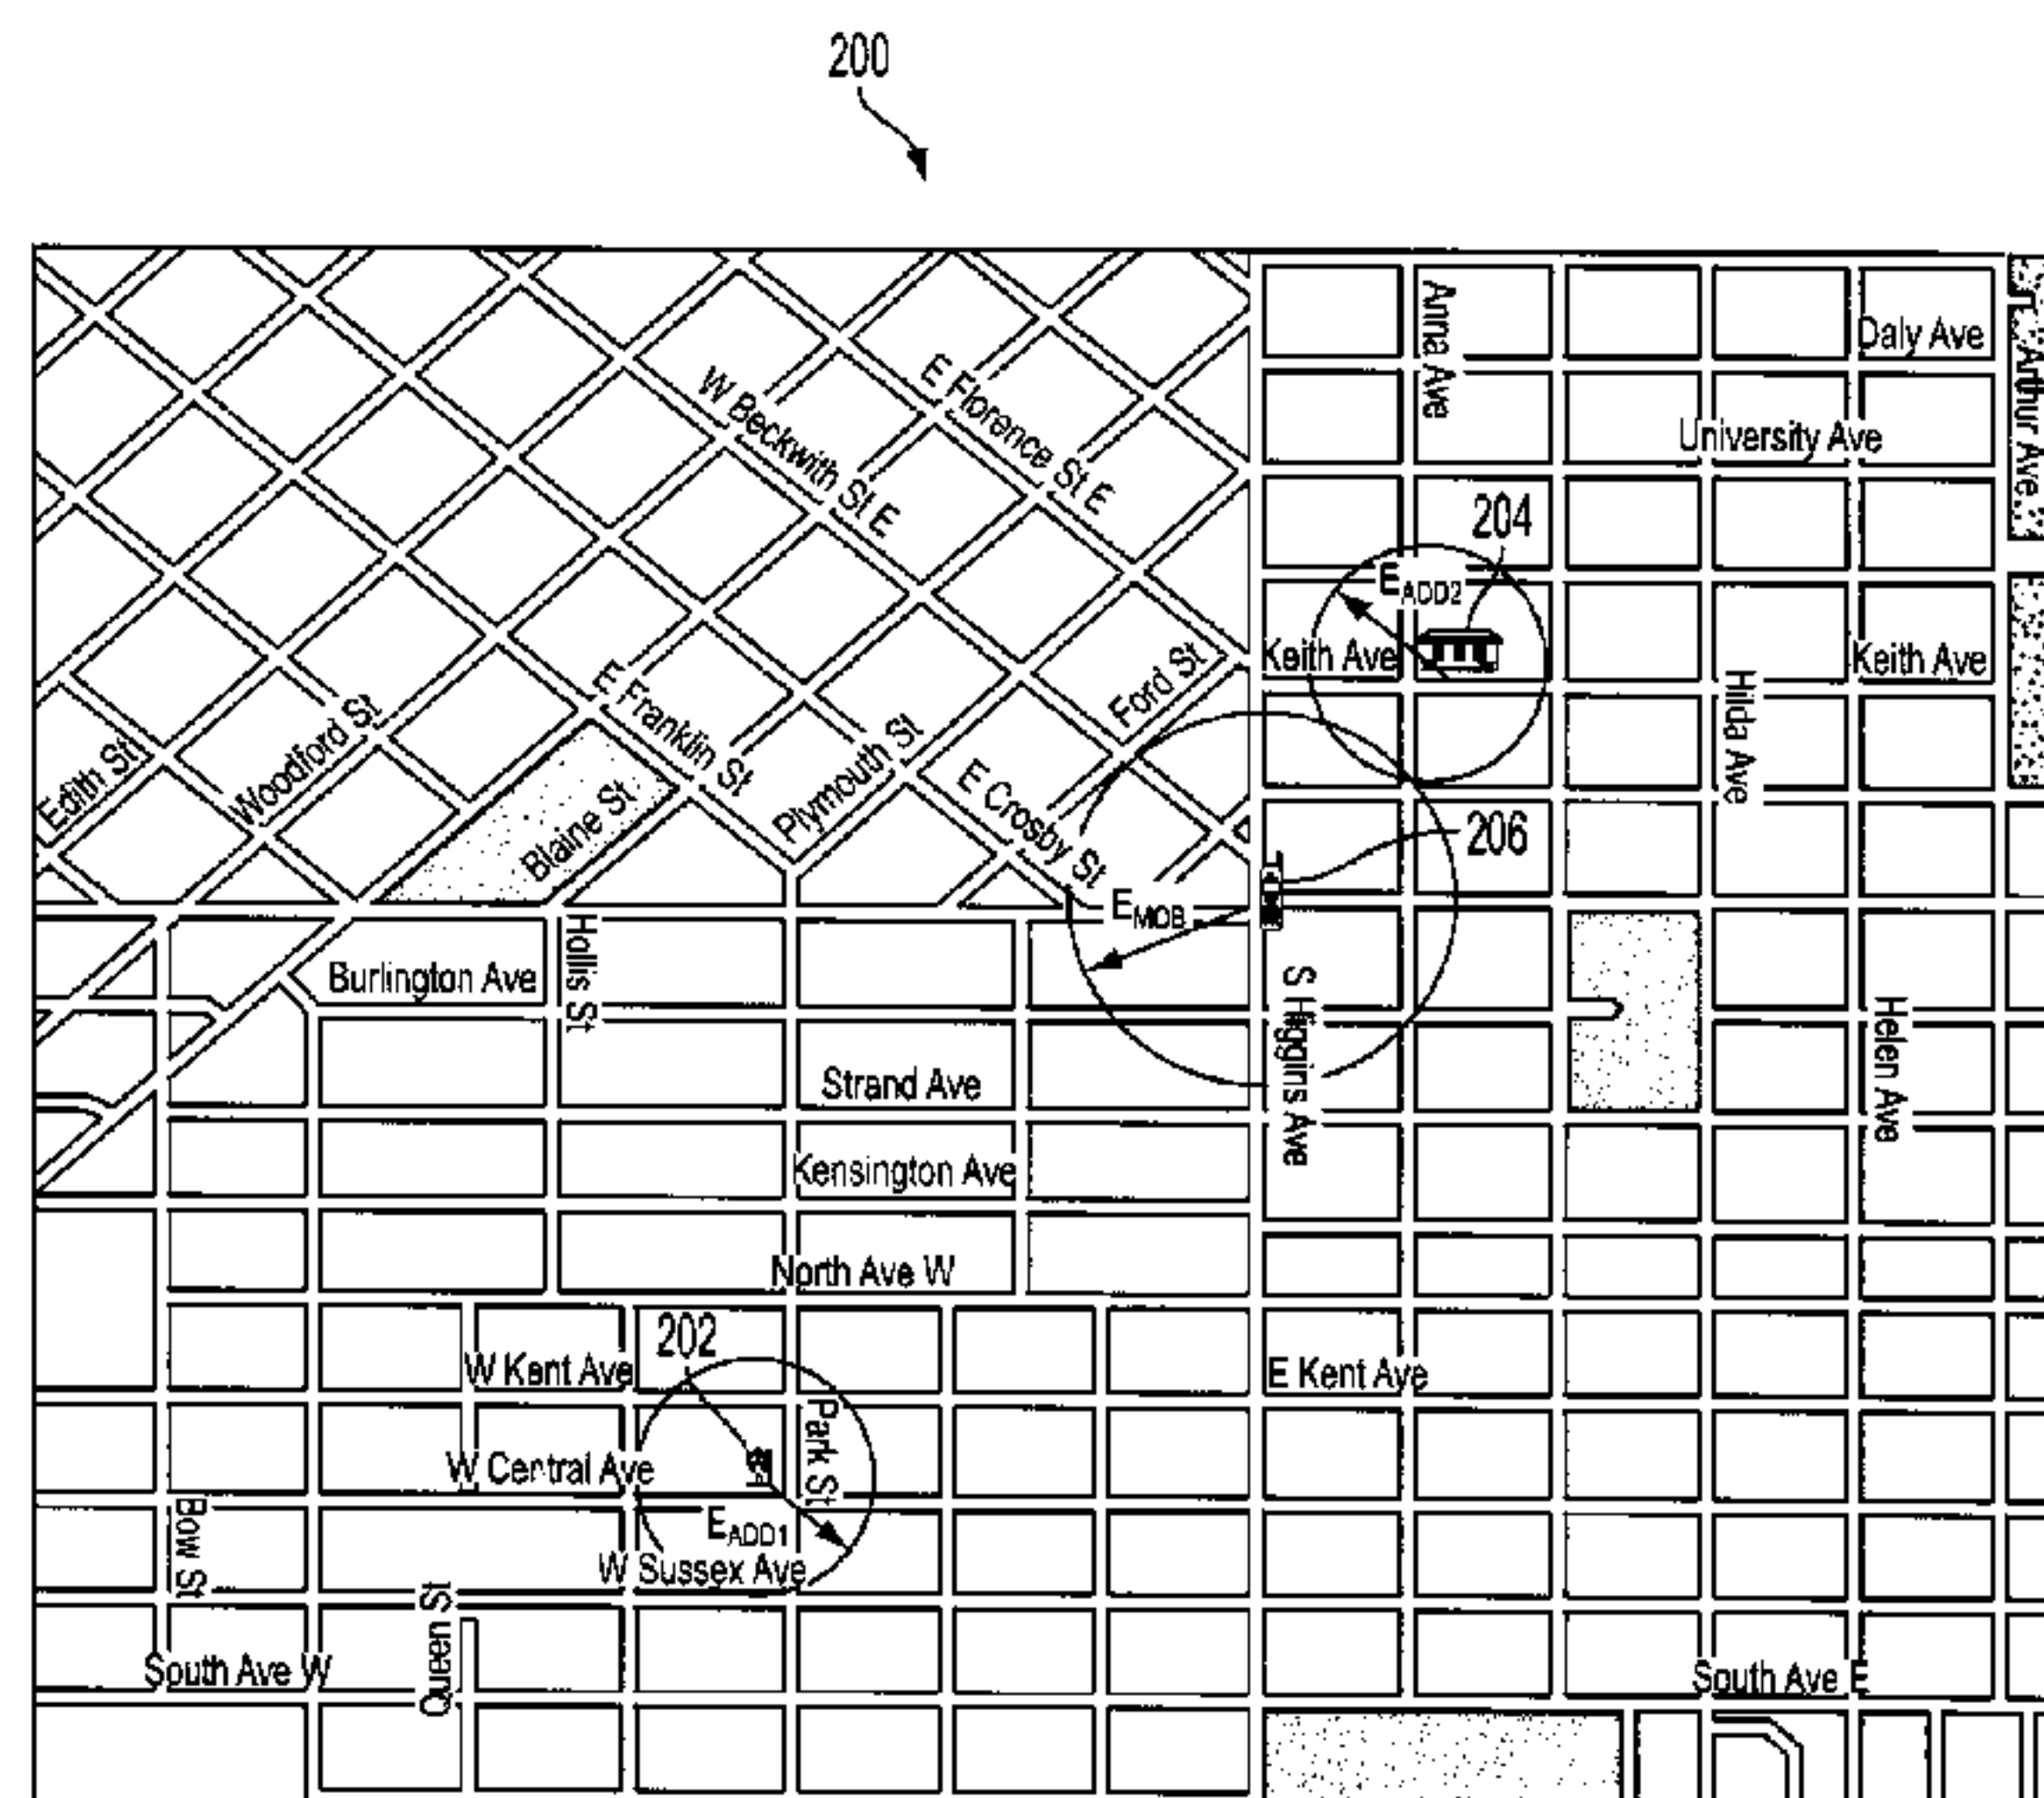 200
Anna Ave
Daly Ave
Arthur Ave.
W Beckwith St E
E Florence St E
University Ave
204
E ADD2
Keith Ave
Keith Ave
Hilda Ave
Edith St
Woodford St
E Franklin St
Blaine St
Plymouth St
Ford St
E Crosby St
206
E MOB
Hollis St
Burlington Ave
S Higgins Ave
Helen Ave
Strand Ave
Kensington Ave
North Ave W
202
W Kent Ave
E Kent Ave
Park St
W Central Ave
Bow St
E ADD1
W Sussex Ave
Queen St
South Ave W
South Ave E